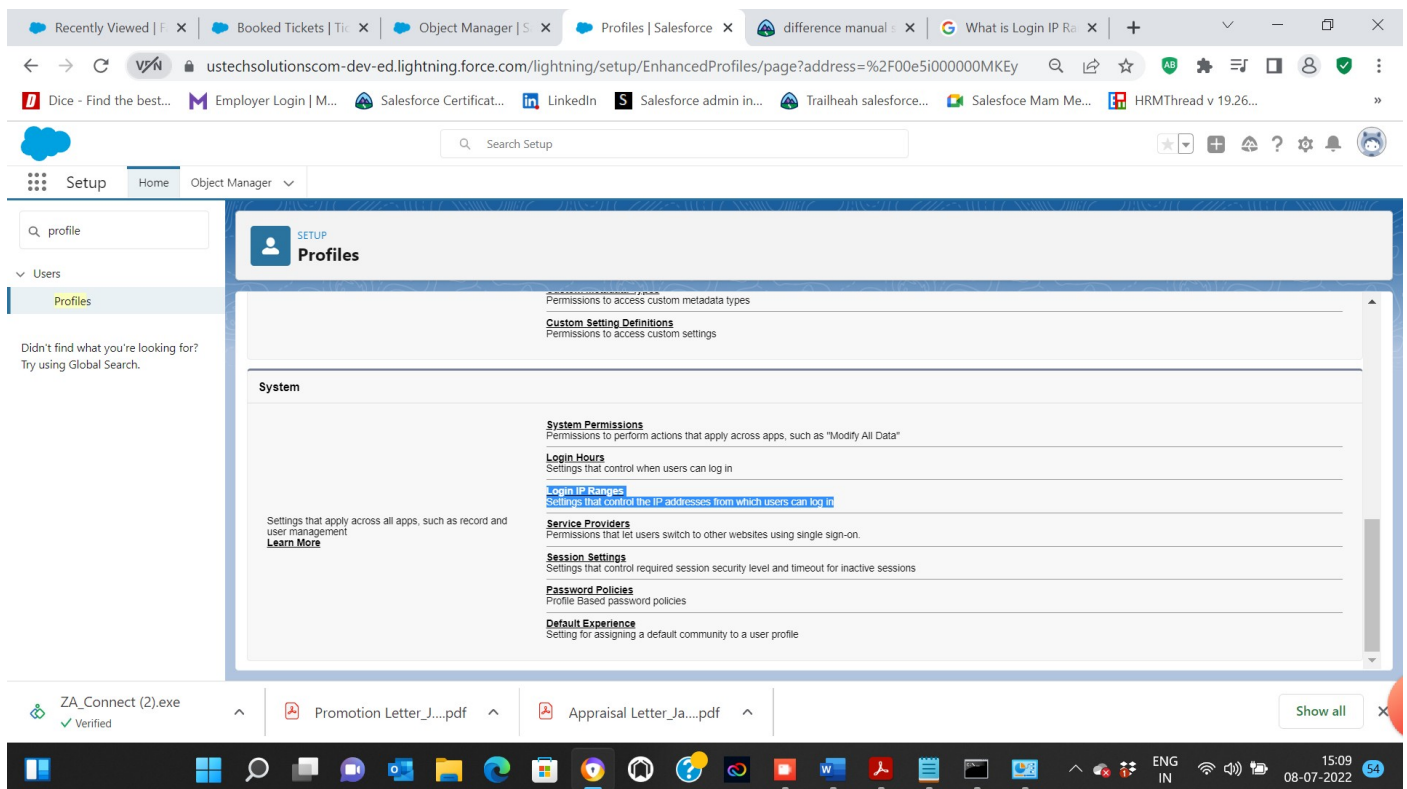 Recently Viewed | F
Booked Tickets | Tic
Object Manager | S
Profiles | Salesforce
difference manual s
What is Login IP Ra
VPN
ustechsolutionscom-dev-ed.lightning.force.com/lightning/setup/EnhancedProfiles/page?address=%2F00e5i000000MKEy
Dice - Find the best...
Employer Login | M...
Salesforce Certificat...
LinkedIn
Salesforce admin in...
Trailheah salesforce...
Salesfoce Mam Me...
HRMThread v 19.26...
»
Search Setup
Setup
Home
Object Manager
profile
Users
Profiles
Didn't find what you're looking for?
Try using Global Search.
SETUP
Profiles
Permissions to access custom metadata types
Custom Setting Definitions
Permissions to access custom settings
System
Settings that apply across all apps, such as record and
user management
Learn More
System Permissions
Permissions to perform actions that apply across apps, such as "Modify All Data"
Login Hours
Settings that control when users can log in
Login IP Ranges
Settings that control the IP addresses from which users can log in
Service Providers
Permissions that let users switch to other websites using single sign-on.
Session Settings
Settings that control required session security level and timeout for inactive sessions
Password Policies
Profile Based password policies
Default Experience
Setting for assigning a default community to a user profile
ZA_Connect (2).exe
Verified
Promotion Letter_J....pdf
Appraisal Letter_Ja....pdf
Show all
ENG
IN
15:09
08-07-2022
54